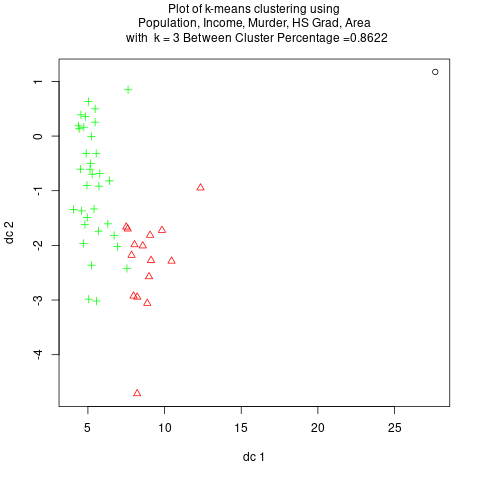 Plot of k-means clustering using
Population, Income, Murder, HS Grad, Area
with k = 3 Between Cluster Percentage =0.8622
1
0
-1
-2
-3
-4
dc 2
5
10
15
20
25
dc 1